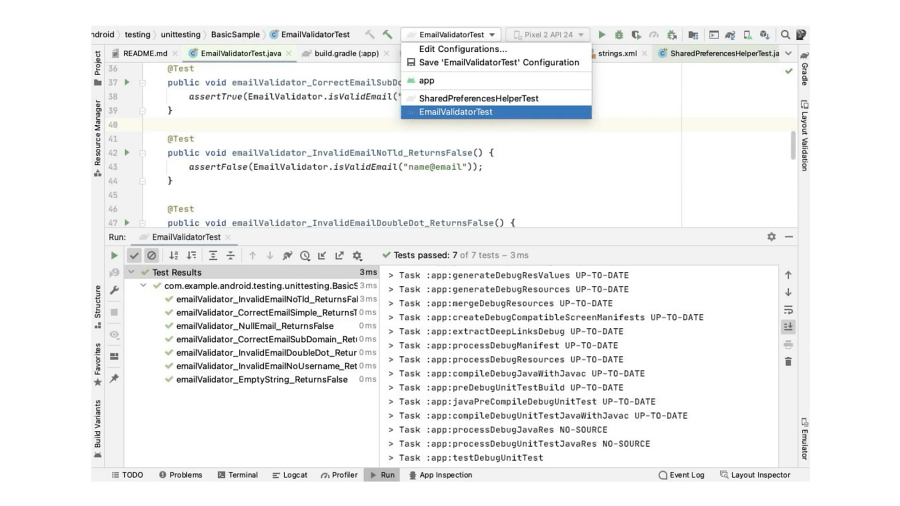 ndroid testing unittesting BasicSample EmailValidatorTest EmailValidatorTest Pixel 2 API 24
Edit Configurations...
Save 'EmailValidatorTest' Configuration
app
SharedPreferencesHelperTest
EmailValidatorTest
README.md EmailValidatorTest.java build.gradle (:app) strings.xml SharedPreferencesHelperTest.ja
Project
Resource Manager
Structure
Favorites
Build Variants
36 @Test
37 public void emailValidator_CorrectEmailSubDo
38 assertTrue(EmailValidator.isValidEmail("
39 }
40
41 @Test
42 public void emailValidator_InvalidEmailNoTld_ReturnsFalse() {
43 assertFalse(EmailValidator.isValidEmail("name@email"));
44 }
45
46 @Test
47 public void emailValidator_InvalidEmailDoubleDot_ReturnsFalse() {
Gradle
Layout Validation
Emulator
Run: EmailValidatorTest
Tests passed: 7 of 7 tests – 3 ms
Test Results 3 ms
com.example.android.testing.unittesting.BasicS 3 ms
emailValidator_InvalidEmailNoTld_ReturnsFal 3 ms
emailValidator_CorrectEmailSimple_ReturnsT 0 ms
emailValidator_NullEmail_ReturnsFalse 0 ms
emailValidator_CorrectEmailSubDomain_Retu 0 ms
emailValidator_InvalidEmailDoubleDot_Retur 0 ms
emailValidator_InvalidEmailNoUsername_Ret 0 ms
emailValidator_EmptyString_ReturnsFalse 0 ms
> Task :app:generateDebugResValues UP-TO-DATE
> Task :app:generateDebugResources UP-TO-DATE
> Task :app:mergeDebugResources UP-TO-DATE
> Task :app:createDebugCompatibleScreenManifests UP-TO-DATE
> Task :app:extractDeepLinksDebug UP-TO-DATE
> Task :app:processDebugManifest UP-TO-DATE
> Task :app:processDebugResources UP-TO-DATE
> Task :app:compileDebugJavaWithJavac UP-TO-DATE
> Task :app:preDebugUnitTestBuild UP-TO-DATE
> Task :app:javaPreCompileDebugUnitTest UP-TO-DATE
> Task :app:compileDebugUnitTestJavaWithJavac UP-TO-DATE
> Task :app:processDebugJavaRes NO-SOURCE
> Task :app:processDebugUnitTestJavaRes NO-SOURCE
> Task :app:testDebugUnitTest
TODO Problems Terminal Logcat Profiler Run App Inspection Event Log Layout Inspector